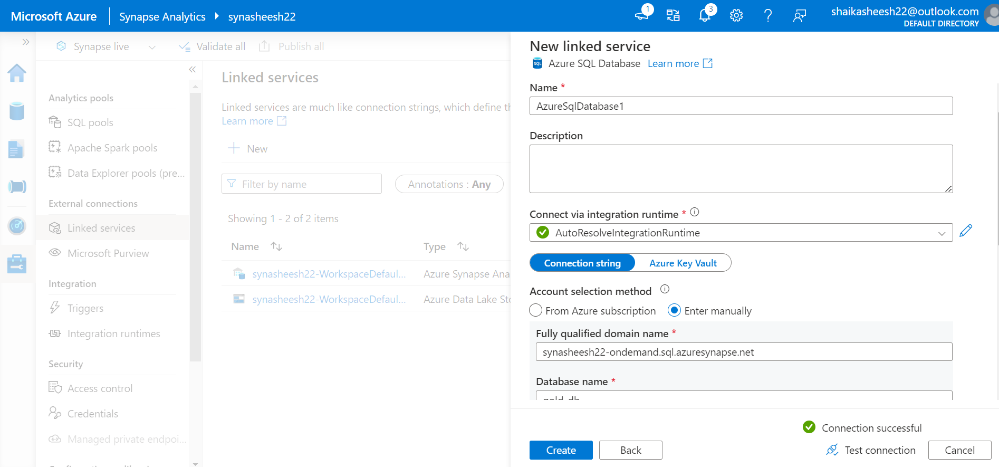 Microsoft Azure
Synapse Analytics
synasheesh22
1
3
shaikasheesh22@outlook.com
DEFAULT DIRECTORY
Synapse live
Validate all
Publish all
Analytics pools
SQL pools
Apache Spark pools
Data Explorer pools (pre...
External connections
Linked services
Microsoft Purview
Integration
Triggers
Integration runtimes
Security
Access control
Credentials
Managed private endpoi...
Linked services
Linked services are much like connection strings, which define th
Learn more
New
Filter by name
Annotations : Any
Showing 1 - 2 of 2 items
Name
Type
synasheesh22-WorkspaceDefaul...
Azure Synapse Ana
synasheesh22-WorkspaceDefaul...
Azure Data Lake Sto
New linked service
SQL
Azure SQL Database
Learn more
Name *
AzureSqlDatabase1
Description
Connect via integration runtime *
AutoResolveIntegrationRuntime
Connection string
Azure Key Vault
Account selection method
From Azure subscription
Enter manually
Fully qualified domain name *
synasheesh22-ondemand.sql.azuresynapse.net
Database name *
gold_db
Connection successful
Create
Back
Test connection
Cancel